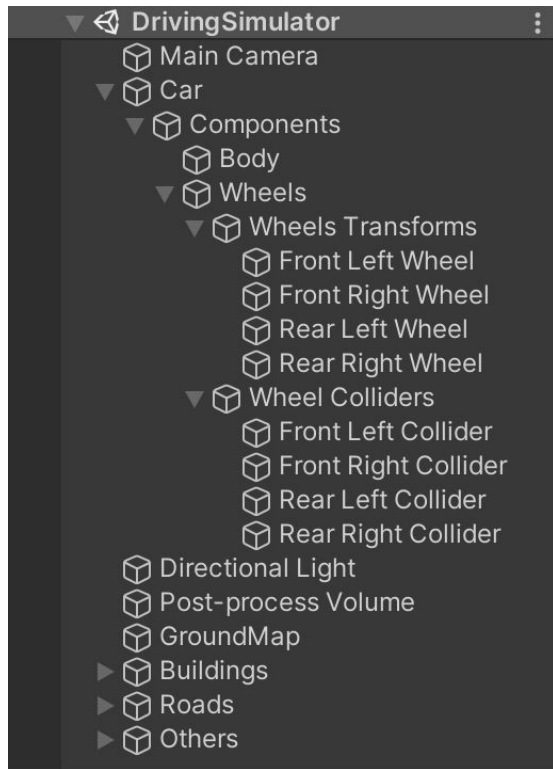 DrivingSimulator
Main Camera
Car
Components
Body
Wheels
Wheels Transforms
Front Left Wheel
Front Right Wheel
Rear Left Wheel
Rear Right Wheel
Wheel Colliders
Front Left Collider
Front Right Collider
Rear Left Collider
Rear Right Collider
Directional Light
Post-process Volume
GroundMap
Buildings
Roads
Others